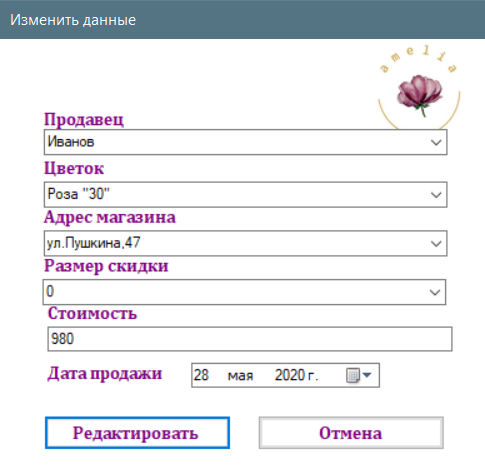 Изменить данные
amelia
Продавец
Иванов
Цветок
Роза "30"
Адрес магазина
ул.Пушкина,47
Размер скидки
0
Стоимость
980
Дата продажи 28 мая 2020 г.
Редактировать Отмена